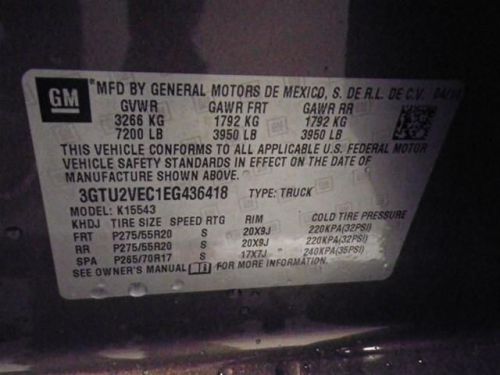 GM
MFD BY GENERAL MOTORS DE MEXICO, S. DE R.L. DE C.V.
GVWR GAWR FRT GAWR RR
3266 KG 1792 KG 1792 KG
7200 LB 3950 LB 3950 LB
THIS VEHICLE CONFORMS TO ALL APPLICABLE U.S. FEDERAL MOTOR
VEHICLE SAFETY STANDARDS IN EFFECT ON THE DATE OF
MANUFACTURE SHOWN ABOVE.
3GTU2VEC1EG436418 TYPE: TRUCK
MODEL: K15543
KHDJ TIRE SIZE SPEED RTG RIM COLD TIRE PRESSURE
FRT P275/55R20 S 20X9J 220KPA(32PSI)
RR P275/55R20 S 20X9J 220KPA(32PSI)
SPA P265/70R17 S 17X7J 240KPA(35PSI)
SEE OWNER'S MANUAL FOR MORE INFORMATION.